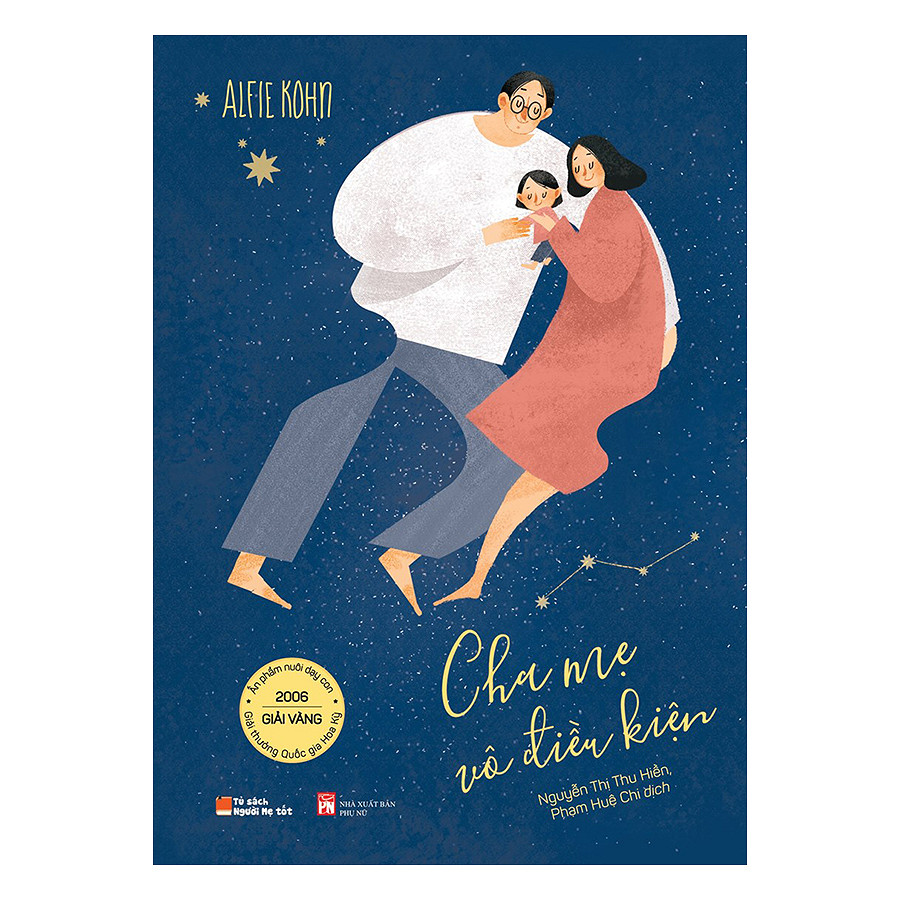 ALFIE KOHN
Cha mẹ
vô điều kiện
Nguyễn Thị Thu Hiền,
Phạm Huệ Chi dịch
Ấn phẩm nuôi dạy con
2006
GIẢI VÀNG
Giải thưởng Quốc gia Hoa Kỳ
Tủ sách
Người Mẹ tốt
PN
NHÀ XUẤT BẢN
PHỤ NỮ